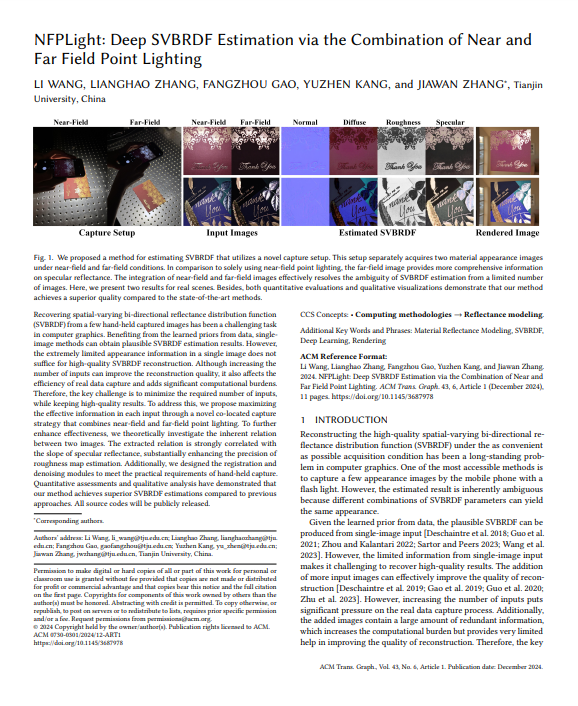 NFPLight: Deep SVBRDF Estimation via the Combination of Near and
Far Field Point Lighting
LI WANG, LIANGHAO ZHANG, FANGZHOU GAO, YUZHEN KANG, and JIAWAN ZHANG*, Tianjin
University, China
Near-Field Far-Field Near-Field Far-Field Normal Diffuse Roughness Specular
Thank You
Thank You
Capture Setup Input Images Estimated SVBRDF Rendered Image
Fig. 1. We proposed a method for estimating SVBRDF that utilizes a novel capture setup. This setup separately acquires two material appearance images
under near-field and far-field conditions. In comparison to solely using near-field point lighting, the far-field image provides more comprehensive information
on specular reflectance. The integration of near-field and far-field images effectively resolves the ambiguity of SVBRDF estimation from a limited number
of images. Here, we present two results for real scenes. Besides, both quantitative evaluations and qualitative visualizations demonstrate that our method
achieves a superior quality compared to the state-of-the-art methods.
Recovering spatial-varying bi-directional reflectance distribution function
(SVBRDF) from a few hand-held captured images has been a challenging task
in computer graphics. Benefiting from the learned priors from data, single-
image methods can obtain plausible SVBRDF estimation results. However,
the extremely limited appearance information in a single image does not
suffice for high-quality SVBRDF reconstruction. Although increasing the
number of inputs can improve the reconstruction quality, it also affects the
efficiency of real data capture and adds significant computational burdens.
Therefore, the key challenge is to minimize the required number of inputs,
while keeping high-quality results. To address this, we propose maximizing
the effective information in each input through a novel co-located capture
strategy that combines near-field and far-field point lighting. To further
enhance effectiveness, we theoretically investigate the inherent relation
between two images. The extracted relation is strongly correlated with
the slope of specular reflectance, substantially enhancing the precision of
roughness map estimation. Additionally, we designed the registration and
denoising modules to meet the practical requirements of hand-held capture.
Quantitative assessments and qualitative analysis have demonstrated that
our method achieves superior SVBRDF estimations compared to previous
approaches. All source codes will be publicly released.
*Corresponding authors.
Authors' address: Li Wang, li_wang@tju.edu.cn; Lianghao Zhang, lianghaozhang@tju.
edu.cn; Fangzhou Gao, gaofangzhou@tju.edu.cn; Yuzhen Kang, yu_zhen@tju.edu.cn;
Jiawan Zhang, jwzhang@tju.edu.cn, Tianjin University, China.
Permission to make digital or hard copies of all or part of this work for personal or
classroom use is granted without fee provided that copies are not made or distributed
for profit or commercial advantage and that copies bear this notice and the full citation
on the first page. Copyrights for components of this work owned by others than the
author(s) must be honored. Abstracting with credit is permitted. To copy otherwise, or
republish, to post on servers or to redistribute to lists, requires prior specific permission
and/or a fee. Request permissions from permissions@acm.org.
© 2024 Copyright held by the owner/author(s). Publication rights licensed to ACM.
ACM 0730-0301/2024/12-ART1
https://doi.org/10.1145/3687978
CCS Concepts: • Computing methodologies → Reflectance modeling.
Additional Key Words and Phrases: Material Reflectance Modeling, SVBRDF,
Deep Learning, Rendering
ACM Reference Format:
Li Wang, Lianghao Zhang, Fangzhou Gao, Yuzhen Kang, and Jiawan Zhang.
2024. NFPLight: Deep SVBRDF Estimation via the Combination of Near and
Far Field Point Lighting. ACM Trans. Graph. 43, 6, Article 1 (December 2024),
11 pages. https://doi.org/10.1145/3687978
1 INTRODUCTION
Reconstructing the high-quality spatial-varying bi-directional re-
flectance distribution function (SVBRDF) under the as convenient
as possible acquisition condition has been a long-standing prob-
lem in computer graphics. One of the most accessible methods is
to capture a few appearance images by the mobile phone with a
flash light. However, the estimated result is inherently ambiguous
because different combinations of SVBRDF parameters can yield
the same appearance.
Given the learned prior from data, the plausible SVBRDF can be
produced from single-image input [Deschaintre et al. 2018; Guo et al.
2021; Zhou and Kalantari 2022; Sartor and Peers 2023; Wang et al.
2023]. However, the limited information from single-image input
makes it challenging to recover high-quality results. The addition
of more input images can effectively improve the quality of recon-
struction [Deschaintre et al. 2019; Gao et al. 2019; Guo et al. 2020;
Zhu et al. 2023]. However, increasing the number of inputs puts
significant pressure on the real data capture process. Additionally,
the added images contain a large amount of redundant information,
which increases the computational burden but provides very limited
help in improving the quality of reconstruction. Therefore, the key
ACM Trans. Graph., Vol. 43, No. 6, Article 1. Publication date: December 2024.